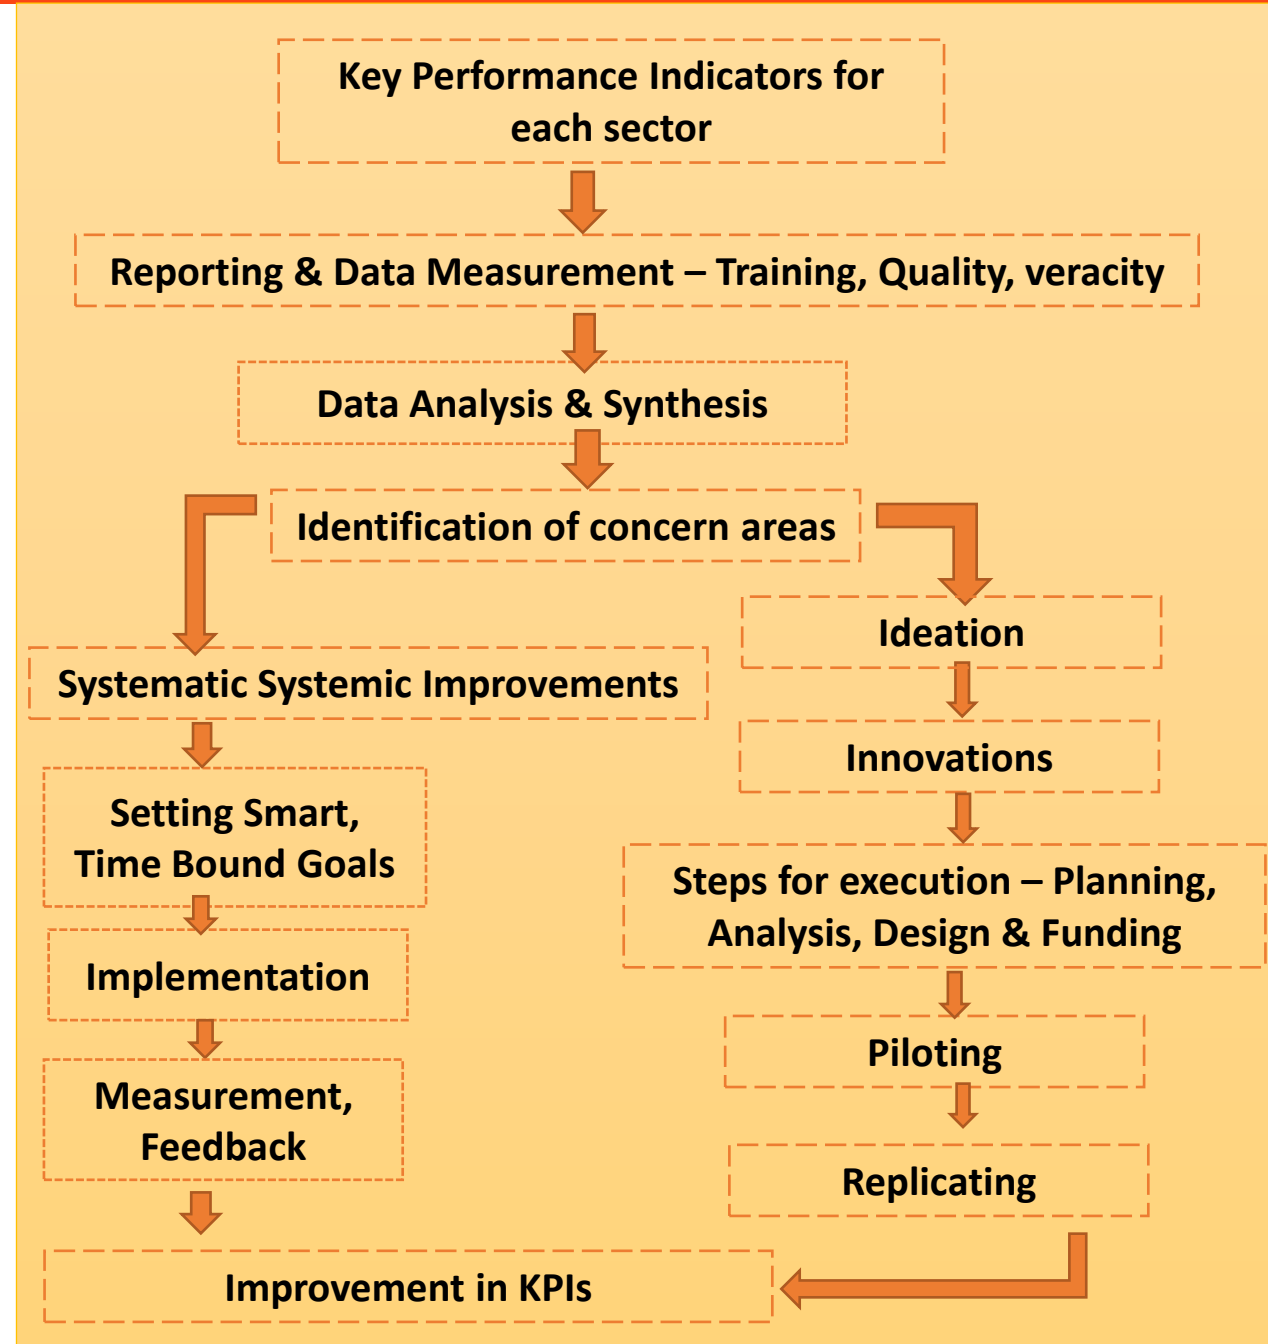 Key Performance Indicators for
each sector
Reporting & Data Measurement – Training, Quality, veracity
Data Analysis & Synthesis
Identification of concern areas
Systematic Systemic Improvements
Setting Smart,
Time Bound Goals
Implementation
Measurement,
Feedback
Ideation
Innovations
Steps for execution – Planning,
Analysis, Design & Funding
Piloting
Replicating
Improvement in KPIs